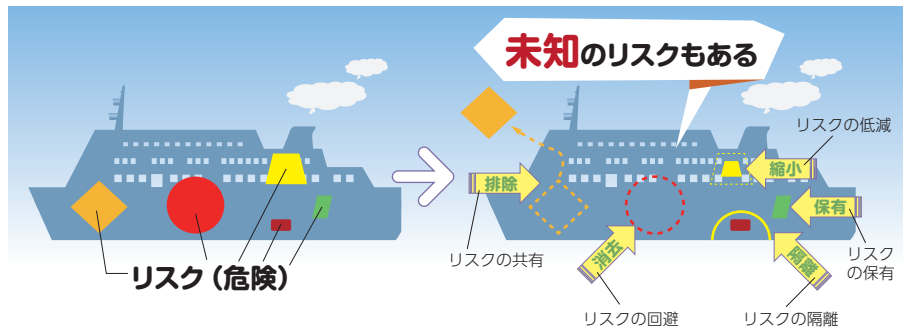 リスク(危険)
未知のリスクもある
リスクの低減
縮小
排除
保有
リスクの共有
消去
隔離
リスク
の保有
リスクの回避
リスクの隔離